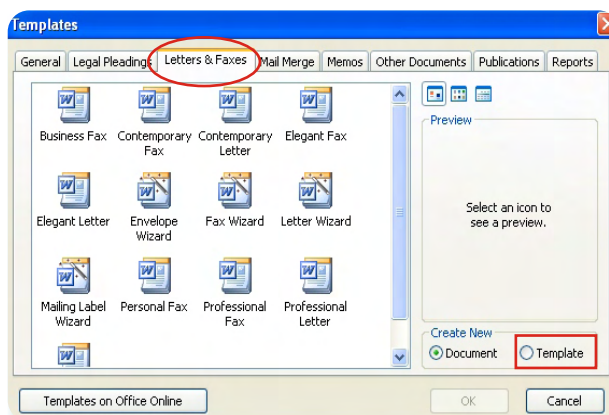 Templates
General Legal Pleadings Letters & Faxes Mail Merge Memos Other Documents Publications Reports
Business Fax
Contemporary
Fax
Contemporary
Letter
Elegant Fax
Elegant Letter
Envelope
Wizard
Fax Wizard
Letter Wizard
Mailing Label
Wizard
Personal Fax
Professional
Fax
Professional
Letter
Preview
Select an icon to
see a preview.
Create New
Document Template
Templates on Office Online
OK Cancel